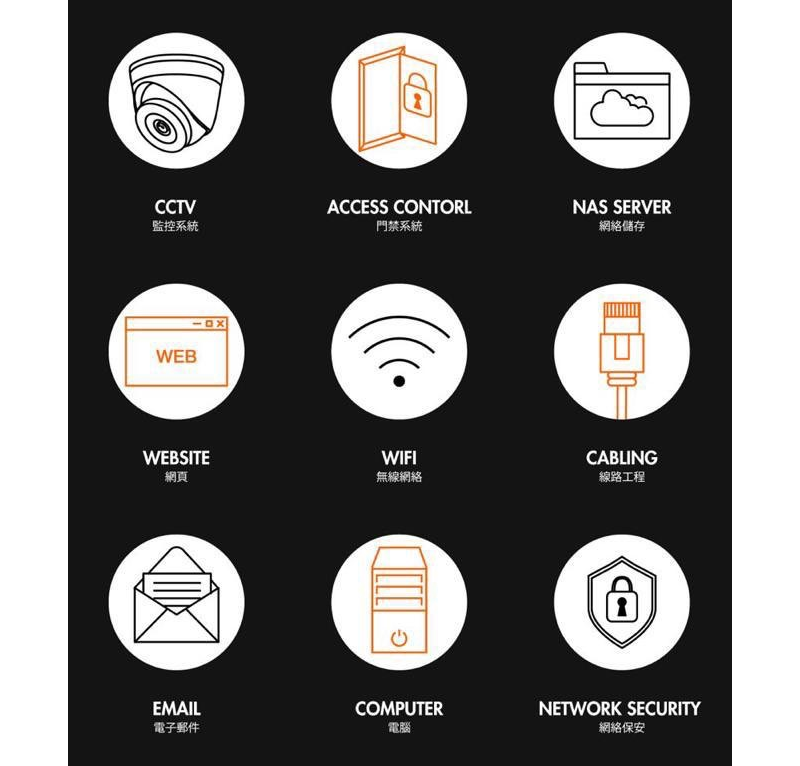 CCTV
監控系統
ACCESS CONTORL
門禁系統
NAS SERVER
網絡儲存
WEB
WEBSITE
網頁
WIFI
無線網絡
CABLING
線路工程
EMAIL
電子郵件
COMPUTER
電腦
NETWORK SECURITY
網絡保安